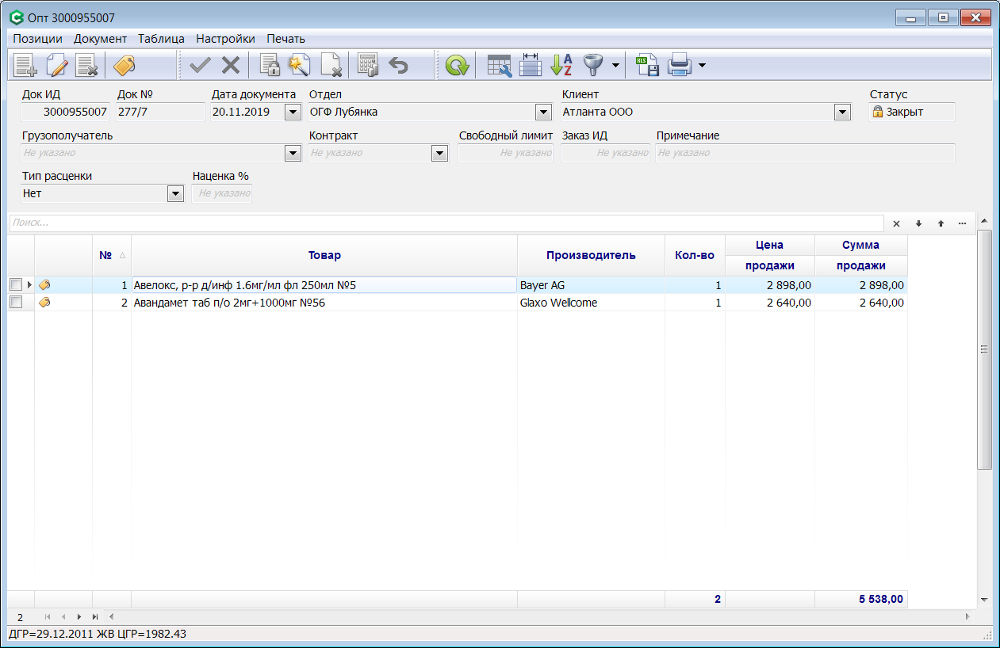 Опт 3000955007
Позиции Документ Таблица Настройки Печать
Док ИД Док № Дата документа Отдел Клиент Статус
3000955007 277/7 20.11.2019 ОГФ Лубянка Атланта ООО Закрыт
Грузополучатель Контракт Свободный лимит Заказ ИД Примечание
Не указано Не указано Не указано Не указано Не указано
Тип расценки Наценка %
Нет Не указано
Поиск...
№ Товар Производитель Кол-во Цена продажи Сумма продажи
1 Авелокс, р-р д/инф 1.6мг/мл фл 250мл №5 Bayer AG 1 2 898,00 2 898,00
2 Авандамет таб п/о 2мг+1000мг №56 Glaxo Wellcome 1 2 640,00 2 640,00
2 5 538,00
2
ДГР=29.12.2011 ЖВ ЦГР=1982.43